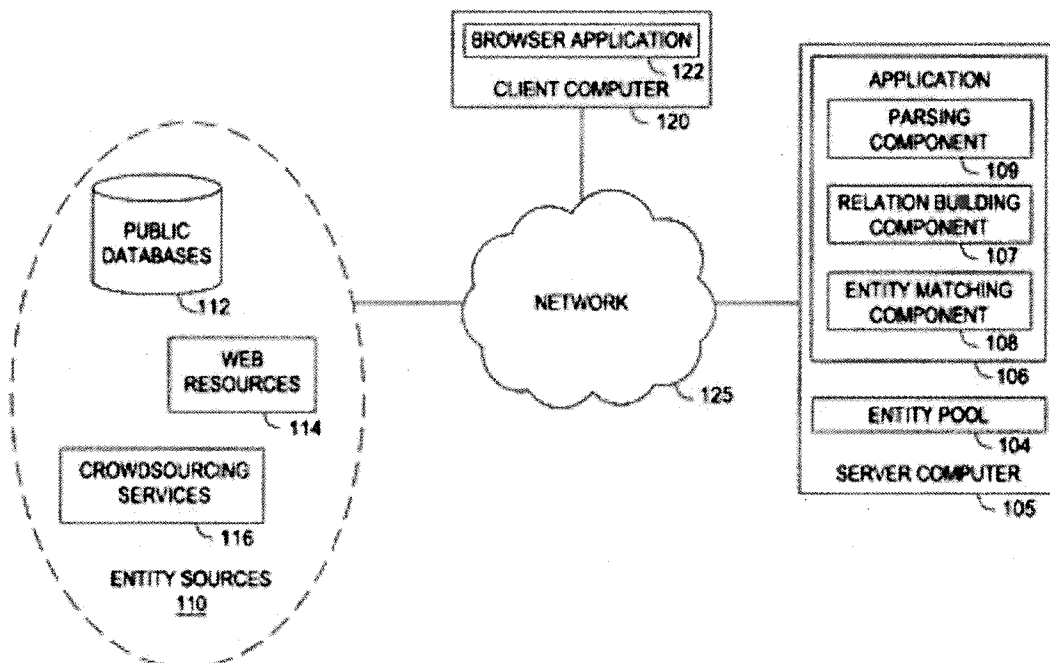 BROWSER APPLICATION
122
CLIENT COMPUTER
120
PUBLIC
DATABASES
112
WEB
RESOURCES
114
CROWDSOURCING
SERVICES
116
ENTITY SOURCES
110
NETWORK
125
APPLICATION
PARSING
COMPONENT
109
RELATION BUILDING
COMPONENT
107
ENTITY MATCHING
COMPONENT
108
106
ENTITY POOL
104
SERVER COMPUTER
105